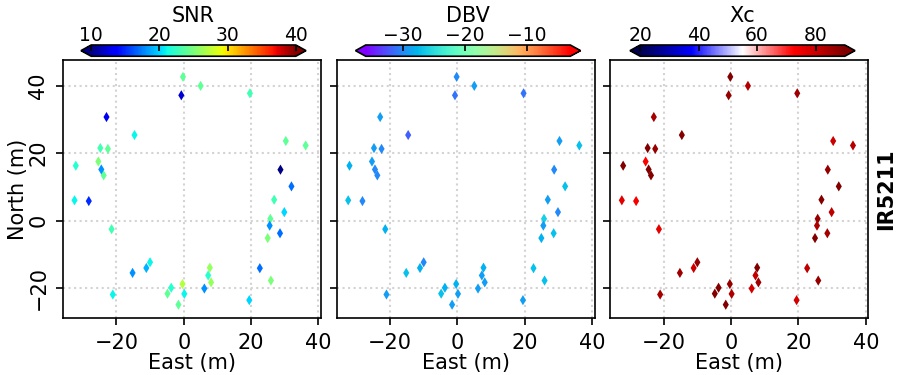 SNR DBV Xc
10 20 30 40 −30 −20 −10 20 40 60 80
North (m)
40
20
0
−20
−20 0 20 40 −20 0 20 40 −20 0 20 40
East (m) East (m) East (m)
IR5211